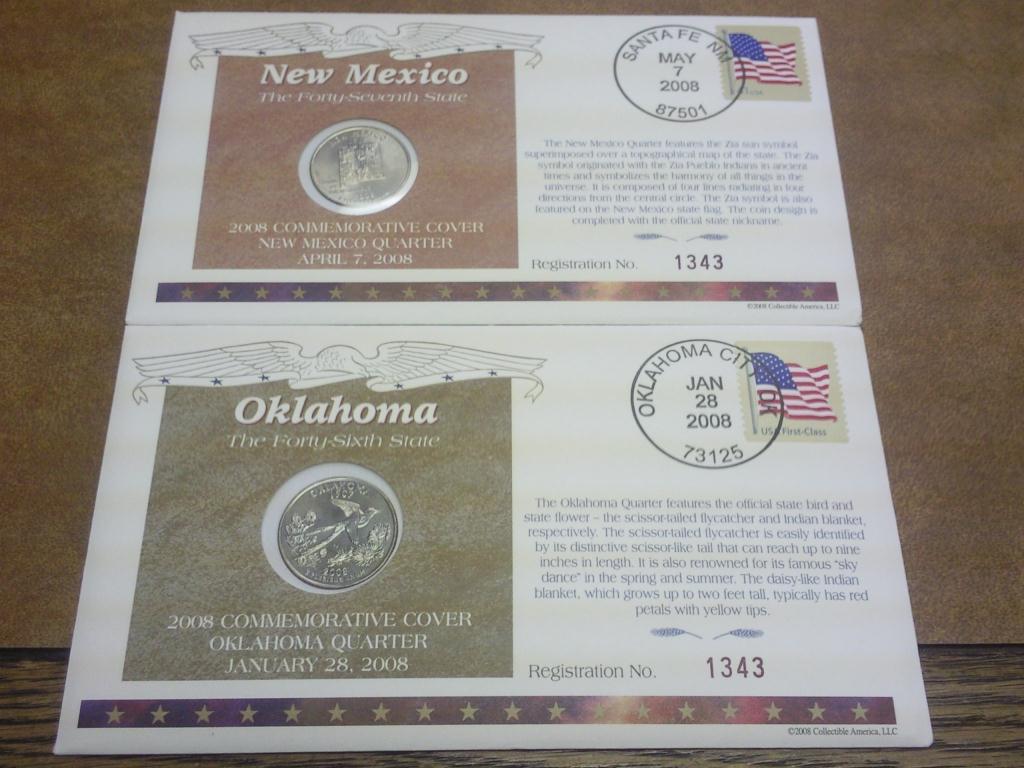 New Mexico
The Forty-Seventh State
NEW MEXICO
2008 COMMEMORATIVE COVER
NEW MEXICO QUARTER
APRIL 7, 2008
SANTA FE NM
MAY
7
2008
87501
The New Mexico Quarter features the Zia sun symbol
superimposed over a topographical map of the state. The Zia
symbol originated with the Zia Pueblo Indians in ancient
times and symbolizes the harmony of all things in the
universe. It is composed of four lines radiating in four
directions from the central circle. The Zia symbol is also
featured on the New Mexico state flag. The coin design is
completed with the official state nickname.
Registration No. 1343
©2008 Collectible America, LLC
Oklahoma
The Forty-Sixth State
OKLAHOMA
1907
2008
E PLURIBUS UNUM
2008 COMMEMORATIVE COVER
OKLAHOMA QUARTER
JANUARY 28, 2008
OKLAHOMA CITY OK
JAN
28
2008
73125
USA First-Class
The Oklahoma Quarter features the official state bird and
state flower – the scissor-tailed flycatcher and Indian blanket,
respectively. The scissor-tailed flycatcher is easily identified
by its distinctive scissor-like tail that can reach up to nine
inches in length. It is also renowned for its famous "sky
dance" in the spring and summer. The daisy-like Indian
blanket, which grows up to two feet tall, typically has red
petals with yellow tips.
Registration No. 1343
©2008 Collectible America, LLC